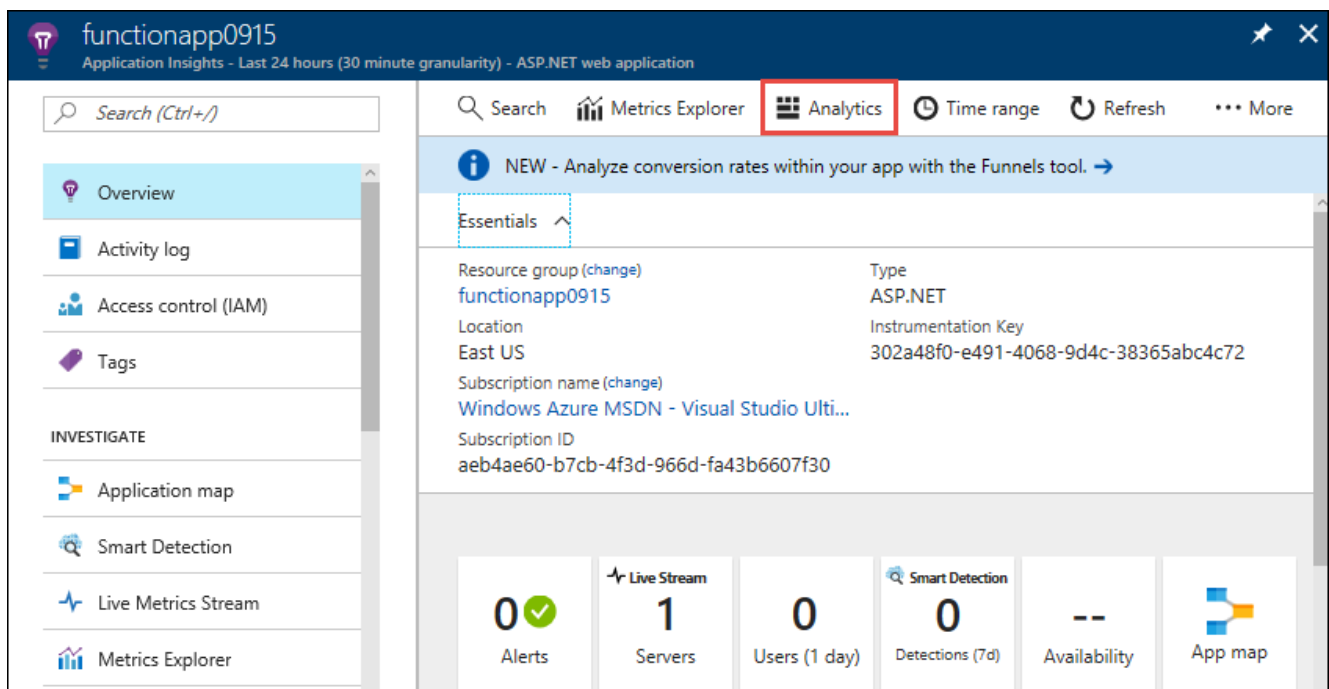 functionapp0915
Application Insights - Last 24 hours (30 minute granularity) - ASP.NET web application
Search (Ctrl+/)
Overview
Activity log
Access control (IAM)
Tags
INVESTIGATE
Application map
Smart Detection
Live Metrics Stream
Metrics Explorer
Search Metrics Explorer Analytics Time range Refresh ••• More
NEW - Analyze conversion rates within your app with the Funnels tool. →
Essentials
Resource group (change)
functionapp0915
Location
East US
Subscription name (change)
Windows Azure MSDN - Visual Studio Ulti...
Subscription ID
aeb4ae60-b7cb-4f3d-966d-fa43b6607f30
Type
ASP.NET
Instrumentation Key
302a48f0-e491-4068-9d4c-38365abc4c72
0
Alerts
Live Stream
1
Servers
0
Users (1 day)
Smart Detection
0
Detections (7d)
--
Availability
App map